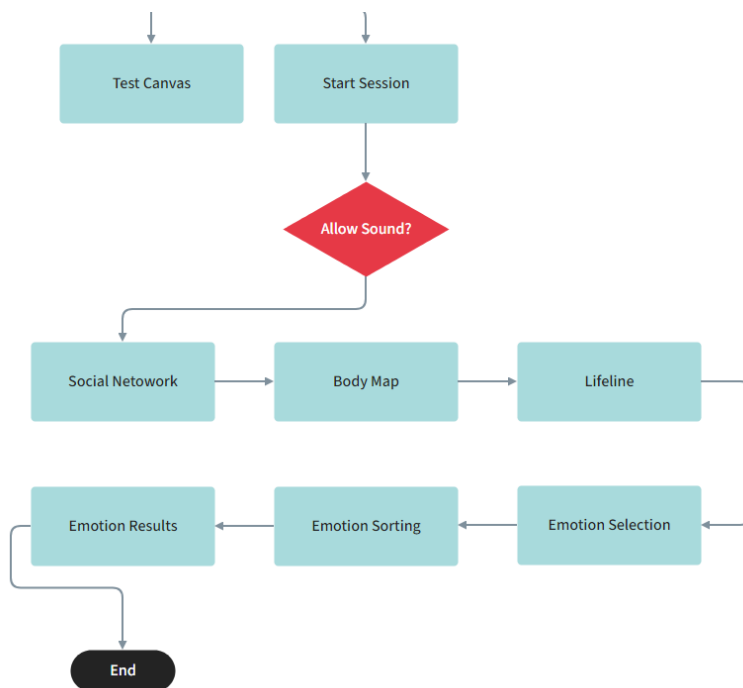 Test Canvas
Start Session
Allow Sound?
Social Netowork
Body Map
Lifeline
Emotion Results
Emotion Sorting
Emotion Selection
End